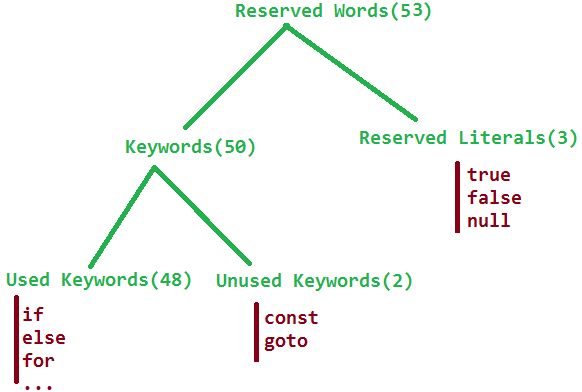 Reserved Words(53)
Keywords(50)
Reserved Literals(3)
true
false
null
Used Keywords(48)
Unused Keywords(2)
if
else
for
...
const
goto